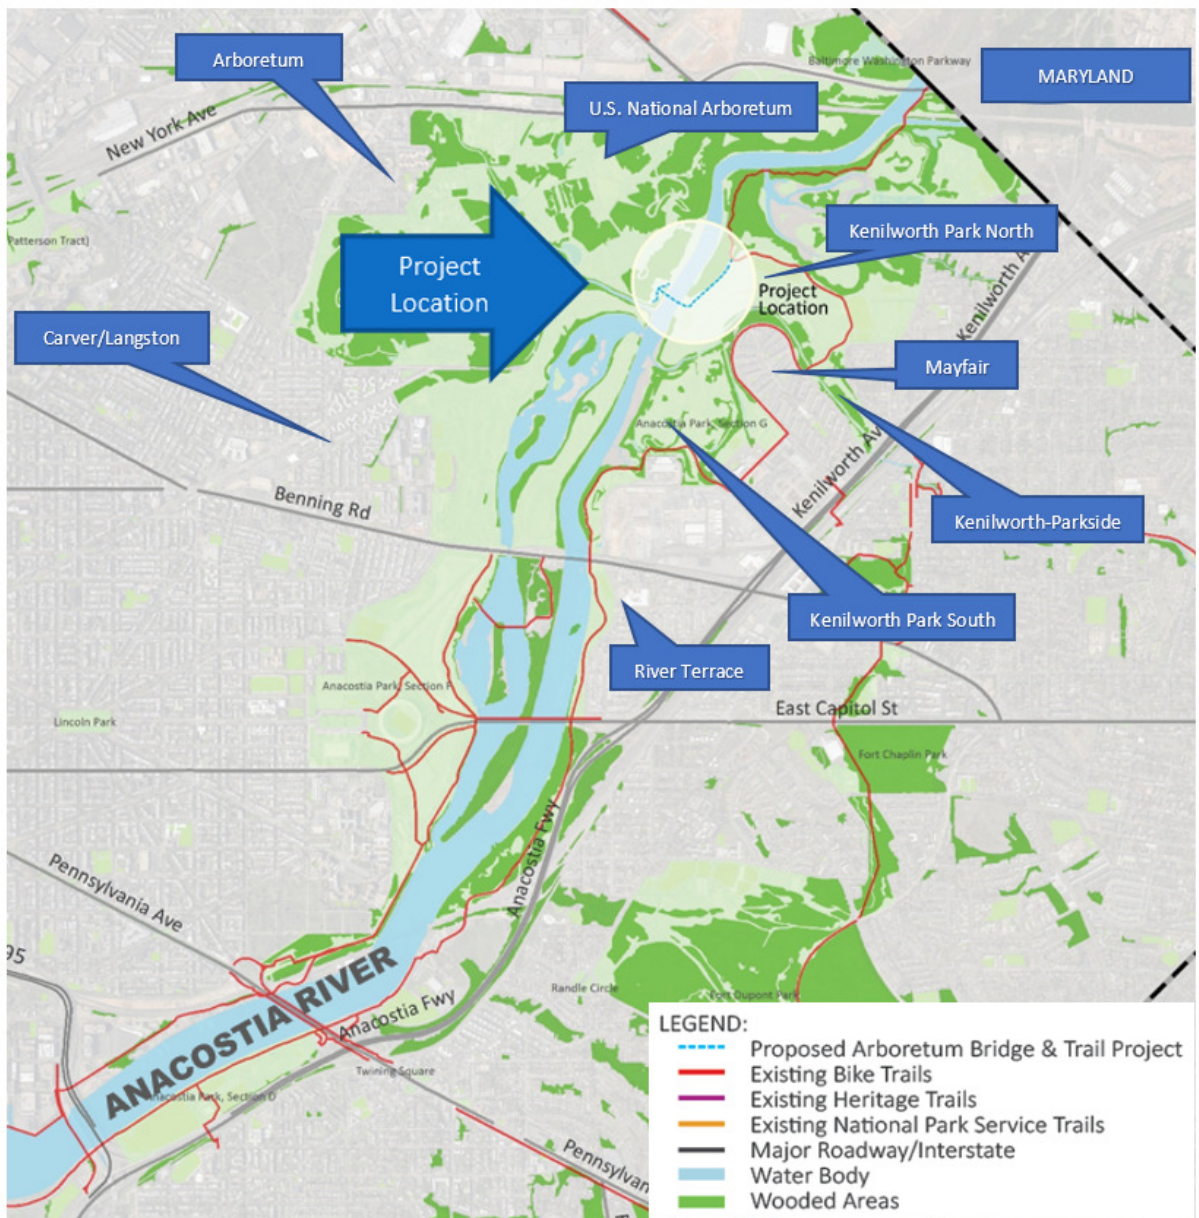 Arboretum
Baltimore Washington Parkway
MARYLAND
U.S. National Arboretum
New York Ave
Patterson Tract)
Kenilworth Park North
Project
Location
Project
Location
Kenilworth A
Carver/Langston
Mayfair
Anacostia Park, Section G
Kenilworth Av
Benning Rd
Kenilworth-Parkside
Kenilworth Park South
River Terrace
Anacostia Park, Section F
East Capitol St
Lincoln Park
Fort Chaplin Park
Anacostia Fwy
Pennsylvania Ave
95
ANACOSTIA RIVER
Randle Circle
Fort Dupont Park
Anacostia Fwy
Twining Square
Anacostia Park, Section D
Pennsylvan
LEGEND:
Proposed Arboretum Bridge & Trail Project
Existing Bike Trails
Existing Heritage Trails
Existing National Park Service Trails
Major Roadway/Interstate
Water Body
Wooded Areas